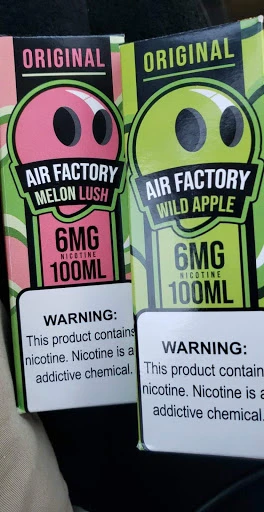 ORIGINAL
AIR FACTORY
MELON LUSH
6MG
NICOTINE
100ML
WARNING:
This product contains
nicotine. Nicotine is a
addictive chemical.
ORIGINAL
AIR FACTORY
WILD APPLE
6MG
NICOTINE
100ML
WARNING:
This product contain
nicotine. Nicotine is a
addictive chemical.